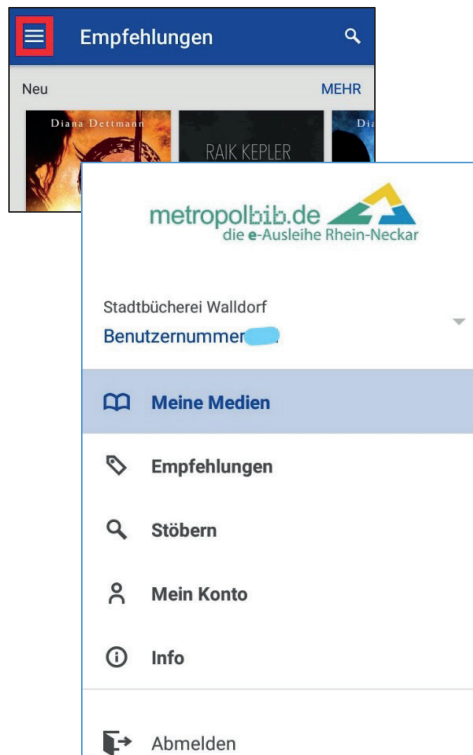 Empfehlungen
Neu MEHR
Diana Dettmann
RAIK KEPLER
Di
metropolbib.de
die e-Ausleihe Rhein-Neckar
Stadtbücherei Walldorf
Benutzernummer
Meine Medien
Empfehlungen
Stöbern
Mein Konto
Info
Abmelden